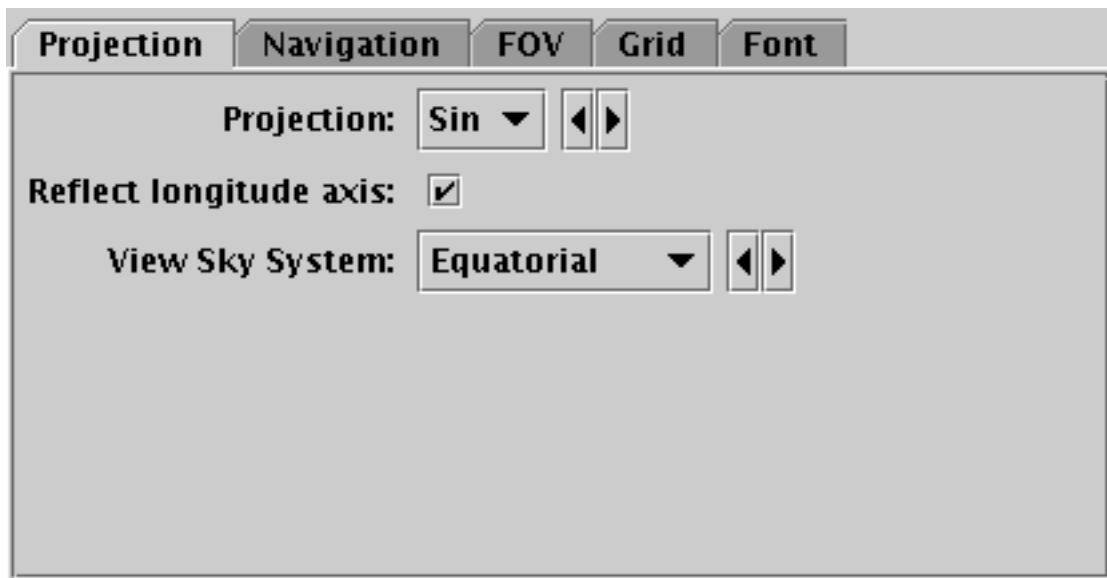 Projection Navigation FOV Grid Font
Projection: Sin
Reflect longitude axis:
View Sky System: Equatorial